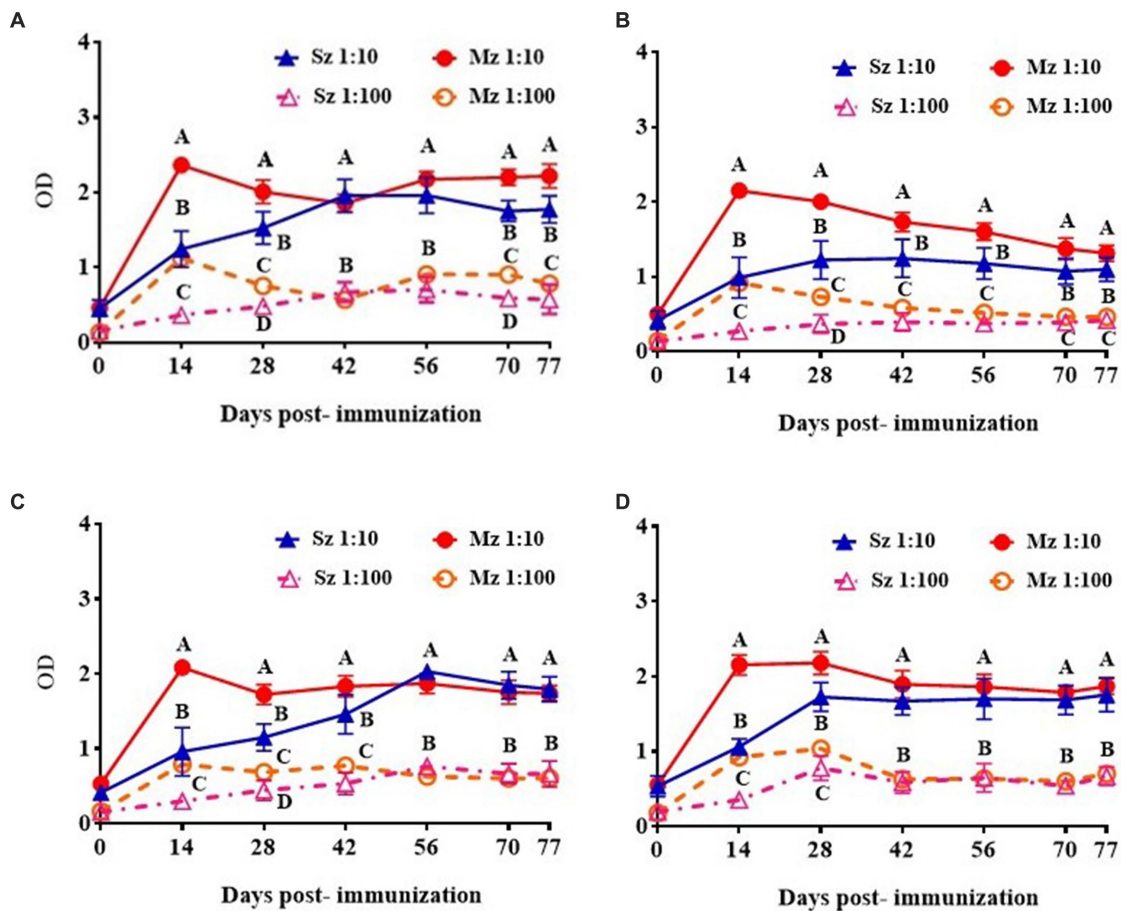 A
4
3
2
1
0
OD
Sz 1:10
Mz 1:10
Sz 1:100
Mz 1:100
A A A A A A
B B B B B B
C C C C C
D D
0 14 28 42 56 70 77
Days post- immunization
B
4
3
2
1
0
Sz 1:10
Mz 1:10
Sz 1:100
Mz 1:100
A A A A A A
B B B B B B
C C C C C C
D
0 14 28 42 56 70 77
Days post- immunization
C
4
3
2
1
0
OD
Sz 1:10
Mz 1:10
Sz 1:100
Mz 1:100
A A A A A A
B B B B B B
C C C
D
0 14 28 42 56 70 77
Days post- immunization
D
4
3
2
1
0
Sz 1:10
Mz 1:10
Sz 1:100
Mz 1:100
A A A A A A
B B B B B B
C C
0 14 28 42 56 70 77
Days post- immunization